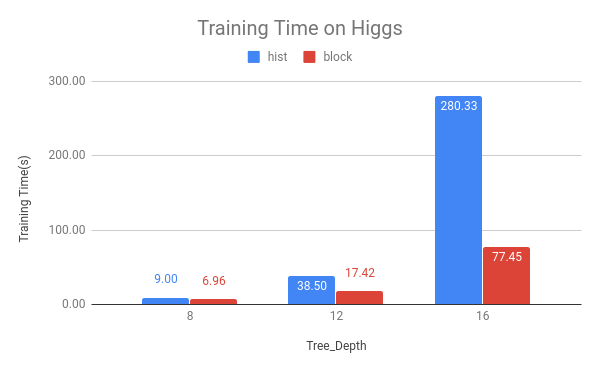 Training Time on Higgs
hist block
300.00
200.00
100.00
0.00
Training Time(s)
9.00 6.96
38.50 17.42
280.33 77.45
8 12 16
Tree_Depth